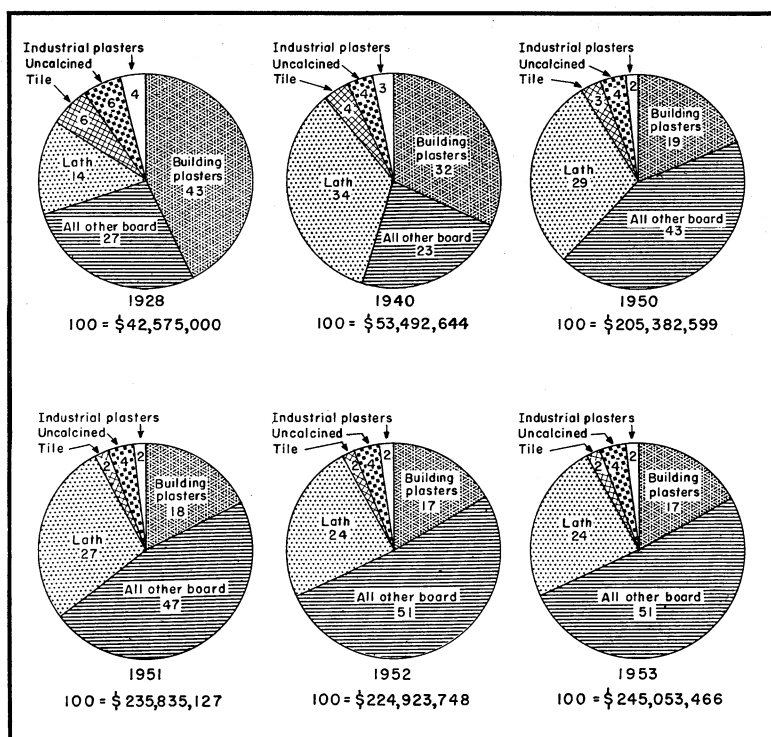 Industrial plasters
Uncalcined
Tile
4
6
6
Lath
14
Building
plasters
43
All other board
27
1928
100 = $42,575,000
Industrial plasters
Uncalcined
Tile
3
4
4
Building
plasters
32
Lath
34
All other board
23
1940
100 = $53,492,644
Industrial plasters
Uncalcined
Tile
2
4
3
Building
plasters
19
Lath
29
All other board
43
1950
100 = $205,382,599
Industrial plasters
Uncalcined
Tile
2
4
2
Building
plasters
18
Lath
27
All other board
47
1951
100 = $235,835,127
Industrial plasters
Uncalcined
Tile
2
4
2
Building
plasters
17
Lath
24
All other board
51
1952
100 = $224,923,748
Industrial plasters
Uncalcined
Tile
2
4
2
Building
plasters
17
Lath
24
All other board
51
1953
100 = $245,053,466